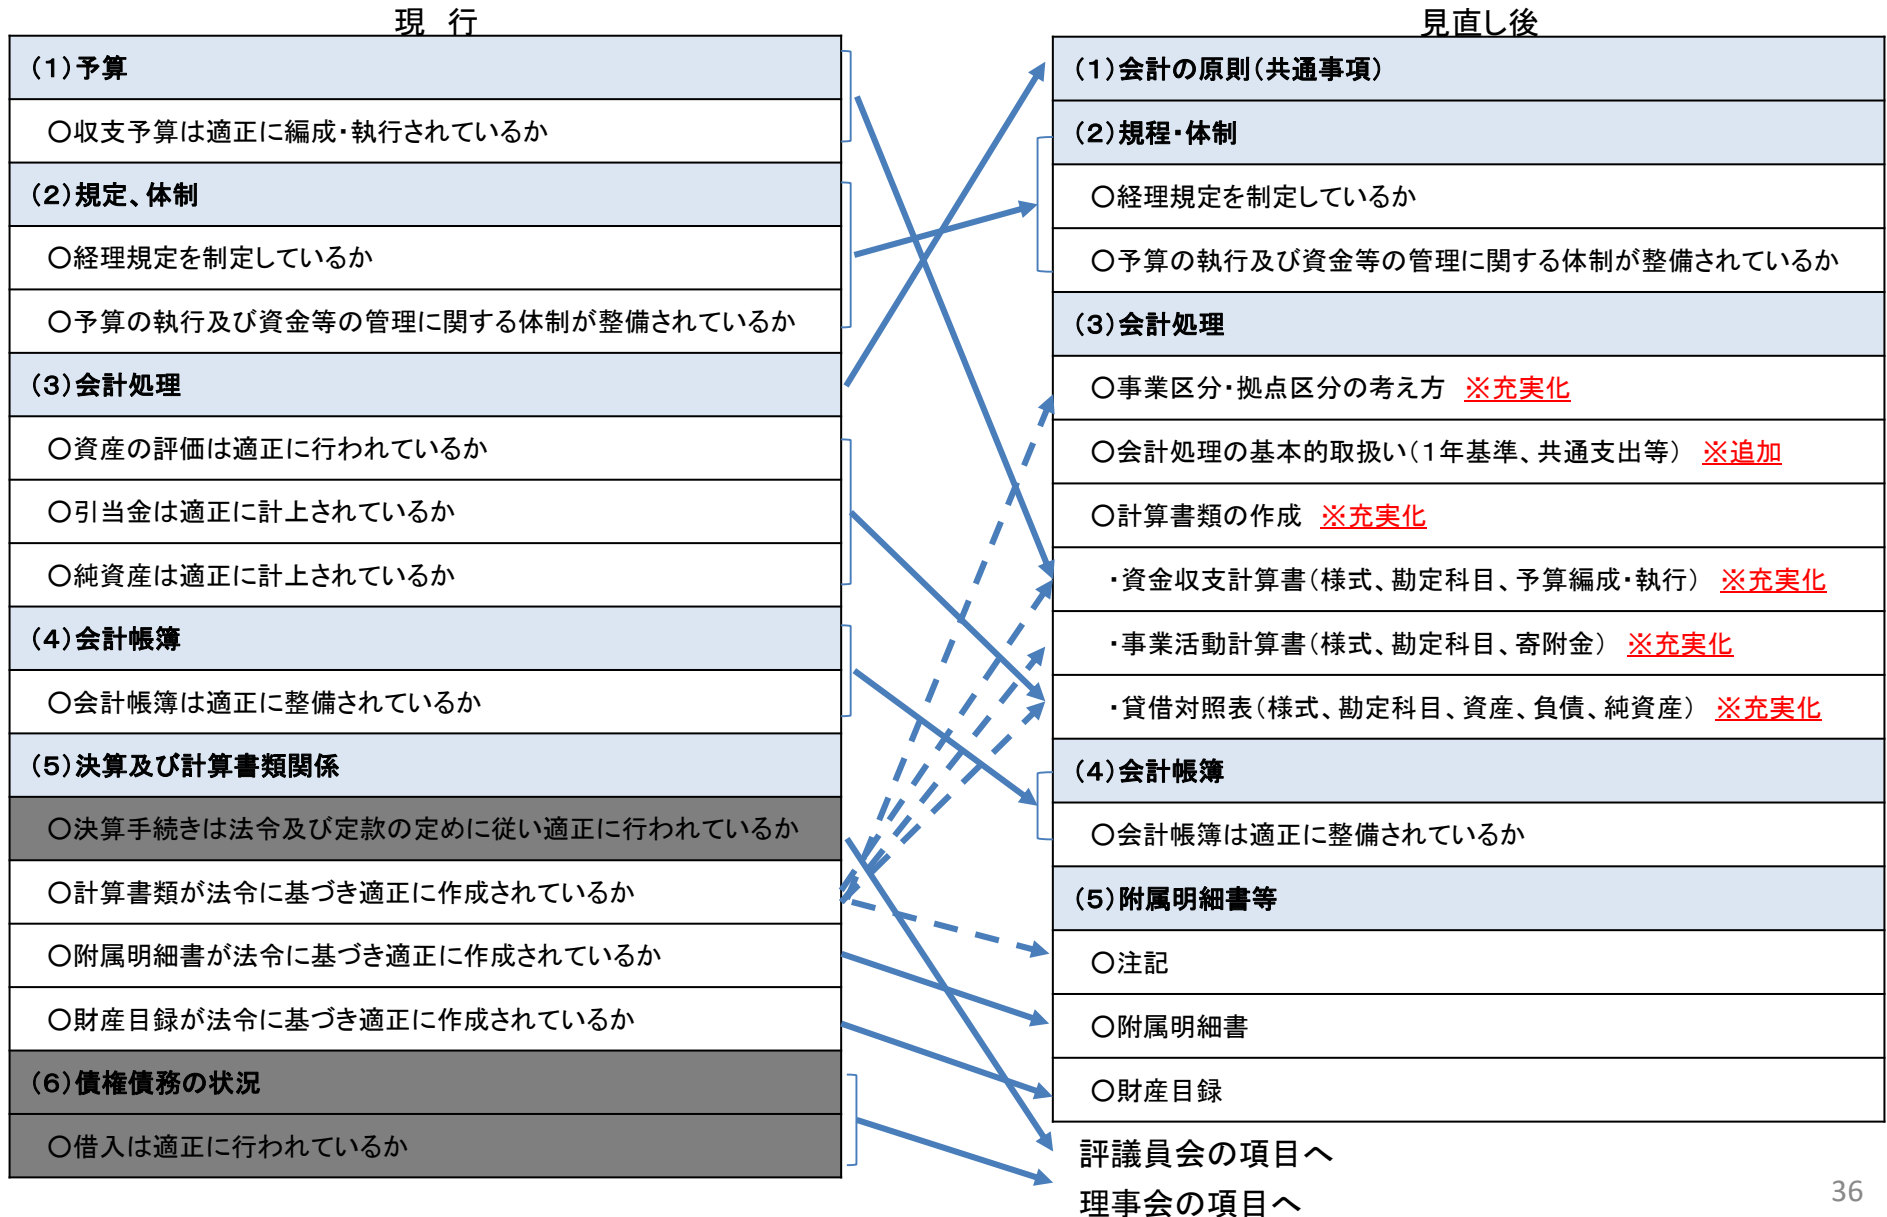 現　行
(1)予算
○収支予算は適正に編成・執行されているか
(2)規定、体制
○経理規定を制定しているか
○予算の執行及び資金等の管理に関する体制が整備されているか
(3)会計処理
○資産の評価は適正に行われているか
○引当金は適正に計上されているか
○純資産は適正に計上されているか
(4)会計帳簿
○会計帳簿は適正に整備されているか
(5)決算及び計算書類関係
○決算手続きは法令及び定款の定めに従い適正に行われているか
○計算書類が法令に基づき適正に作成されているか
○附属明細書が法令に基づき適正に作成されているか
○財産目録が法令に基づき適正に作成されているか
(6)債権債務の状況
○借入は適正に行われているか
見直し後
(1)会計の原則(共通事項)
(2)規程・体制
○経理規定を制定しているか
○予算の執行及び資金等の管理に関する体制が整備されているか
(3)会計処理
○事業区分・拠点区分の考え方　※充実化
○会計処理の基本的取扱い(1年基準、共通支出等)　※追加
○計算書類の作成　※充実化
・資金収支計算書(様式、勘定科目、予算編成・執行)　※充実化
・事業活動計算書(様式、勘定科目、寄附金)　※充実化
・貸借対照表(様式、勘定科目、資産、負債、純資産)　※充実化
(4)会計帳簿
○会計帳簿は適正に整備されているか
(5)附属明細書等
○注記
○附属明細書
○財産目録
評議員会の項目へ
理事会の項目へ
36